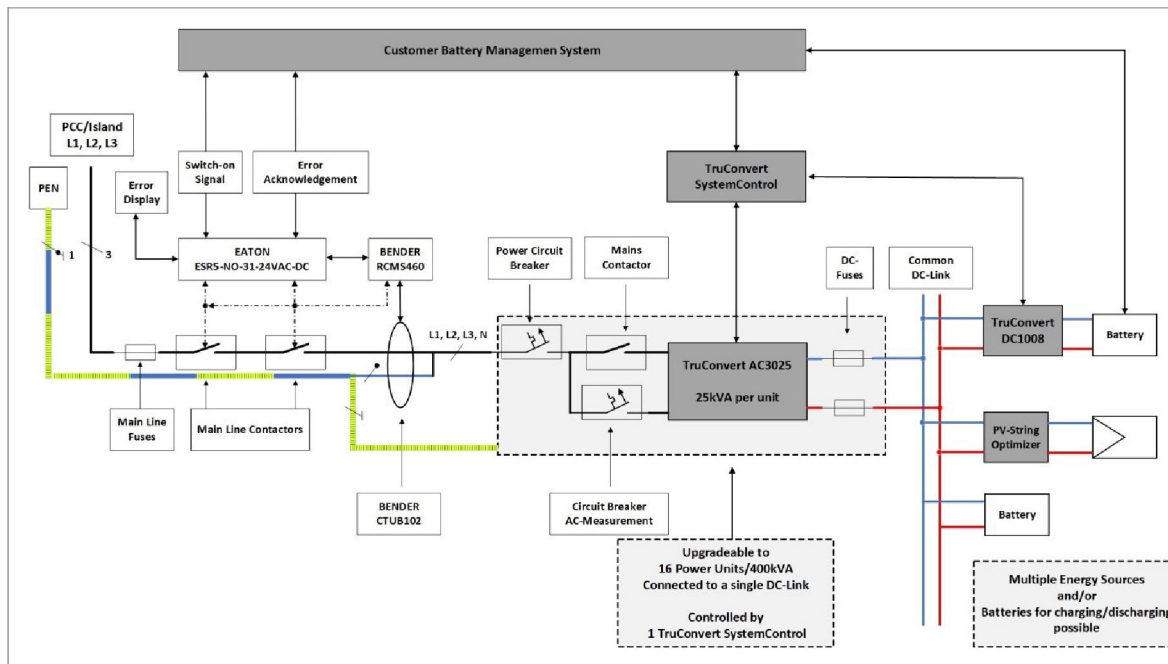 Customer Battery Managemen System
PCC/Island
L1, L2, L3
PEN
Error
Display
Switch-on
Signal
Error
Acknowledgement
TruConvert
SystemControl
1
3
EATON
ESR5-NO-31-24VAC-DC
BENDER
RCMS460
Power Circuit
Breaker
Mains
Contactor
DC-
Fuses
Common
DC-Link
L1, L2, L3, N
TruConvert AC3025
25kVA per unit
TruConvert
DC1008
Battery
Main Line
Fuses
Main Line Contactors
PV-String
Optimizer
BENDER
CTUB102
Circuit Breaker
AC-Measurement
Battery
Upgradeable to
16 Power Units/400kVA
Connected to a single DC-Link
Controlled by
1 TruConvert SystemControl
Multiple Energy Sources
and/or
Batteries for charging/discharging
possible